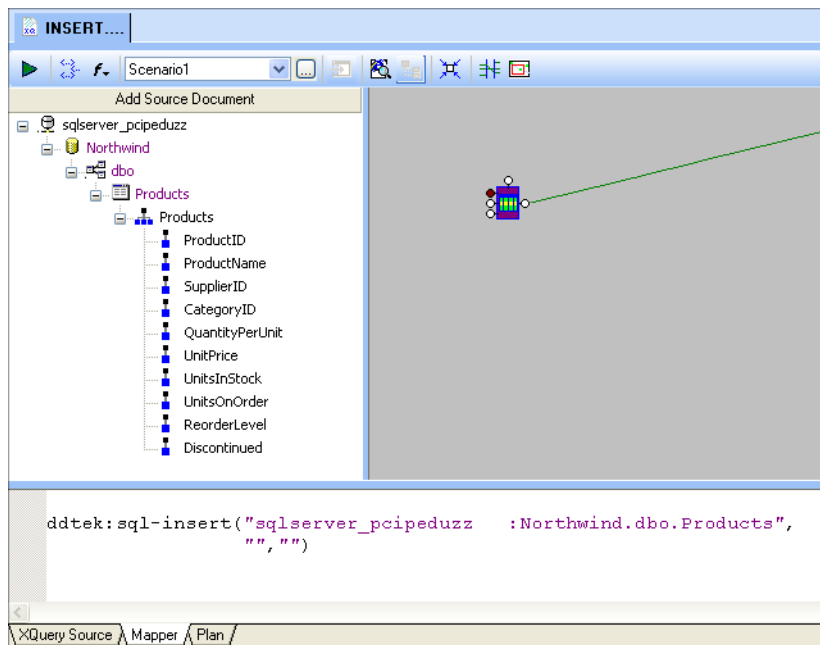 INSERT....
Scenario1
Add Source Document
sqlserver_pcipeduzz
Northwind
dbo
Products
Products
ProductID
ProductName
SupplierID
CategoryID
QuantityPerUnit
UnitPrice
UnitsInStock
UnitsOnOrder
ReorderLevel
Discontinued
ddtek:sql-insert("sqlserver_pcipeduzz   :Northwind.dbo.Products",
"","")
XQuery Source Mapper Plan